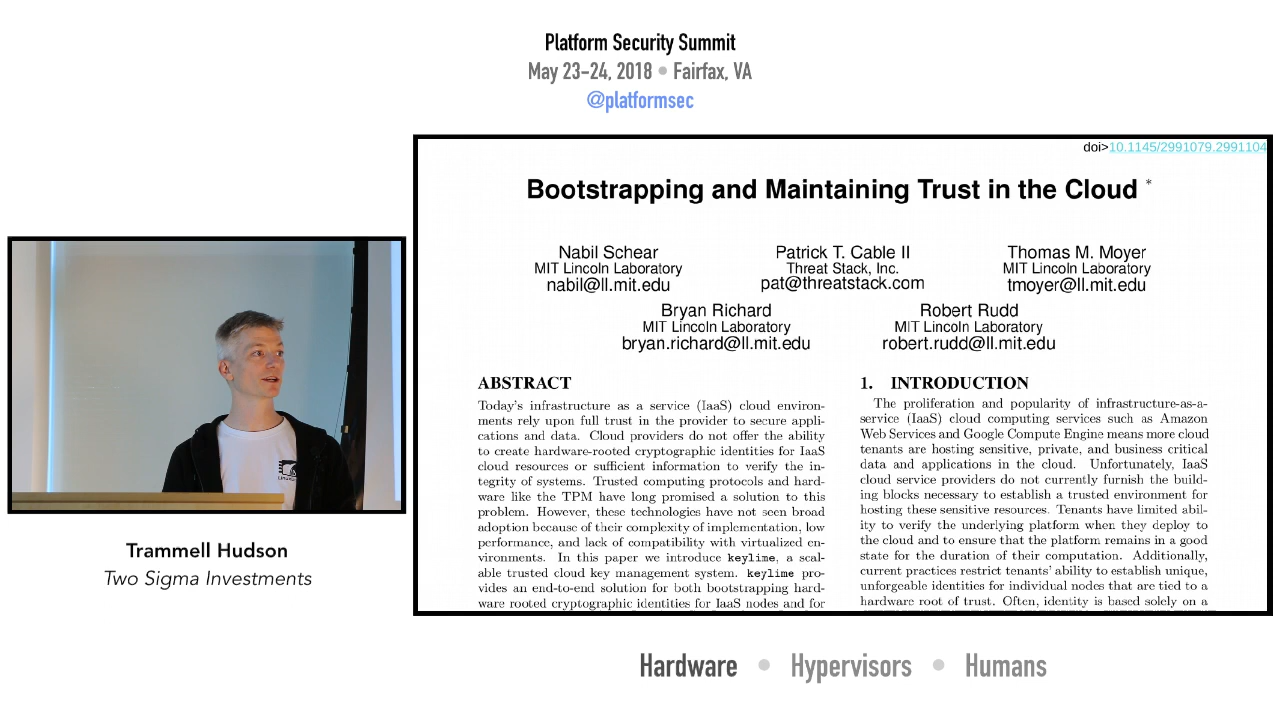 Platform Security Summit
May 23-24, 2018 • Fairfax, VA
@platformsec
doi>10.1145/2991079.2991104
Bootstrapping and Maintaining Trust in the Cloud *
Nabil Schear
MIT Lincoln Laboratory
nabil@ll.mit.edu
Patrick T. Cable II
Threat Stack, Inc.
pat@threatstack.com
Thomas M. Moyer
MIT Lincoln Laboratory
tmoyer@ll.mit.edu
Bryan Richard
MIT Lincoln Laboratory
bryan.richard@ll.mit.edu
Robert Rudd
MIT Lincoln Laboratory
robert.rudd@ll.mit.edu
ABSTRACT
Today's infrastructure as a service (IaaS) cloud environ-
ments rely upon full trust in the provider to secure appli-
cations and data. Cloud providers do not offer the ability
to create hardware-rooted cryptographic identities for IaaS
cloud resources or sufficient information to verify the in-
tegrity of systems. Trusted computing protocols and hard-
ware like the TPM have long promised a solution to this
problem. However, these technologies have not seen broad
adoption because of their complexity of implementation, low
performance, and lack of compatibility with virtualized en-
vironments. In this paper we introduce keylime, a scal-
able trusted cloud key management system. keylime pro-
vides an end-to-end solution for both bootstrapping hard-
ware rooted cryptographic identities for IaaS nodes and for
1. INTRODUCTION
The proliferation and popularity of infrastructure-as-a-
service (IaaS) cloud computing services such as Amazon
Web Services and Google Compute Engine means more cloud
tenants are hosting sensitive, private, and business critical
data and applications in the cloud. Unfortunately, IaaS
cloud service providers do not currently furnish the build-
ing blocks necessary to establish a trusted environment for
hosting these sensitive resources. Tenants have limited abil-
ity to verify the underlying platform when they deploy to
the cloud and to ensure that the platform remains in a good
state for the duration of their computation. Additionally,
current practices restrict tenants' ability to establish unique,
unforgeable identities for individual nodes that are tied to a
hardware root of trust. Often, identity is based solely on a
Trammell Hudson
Two Sigma Investments
Hardware • Hypervisors • Humans